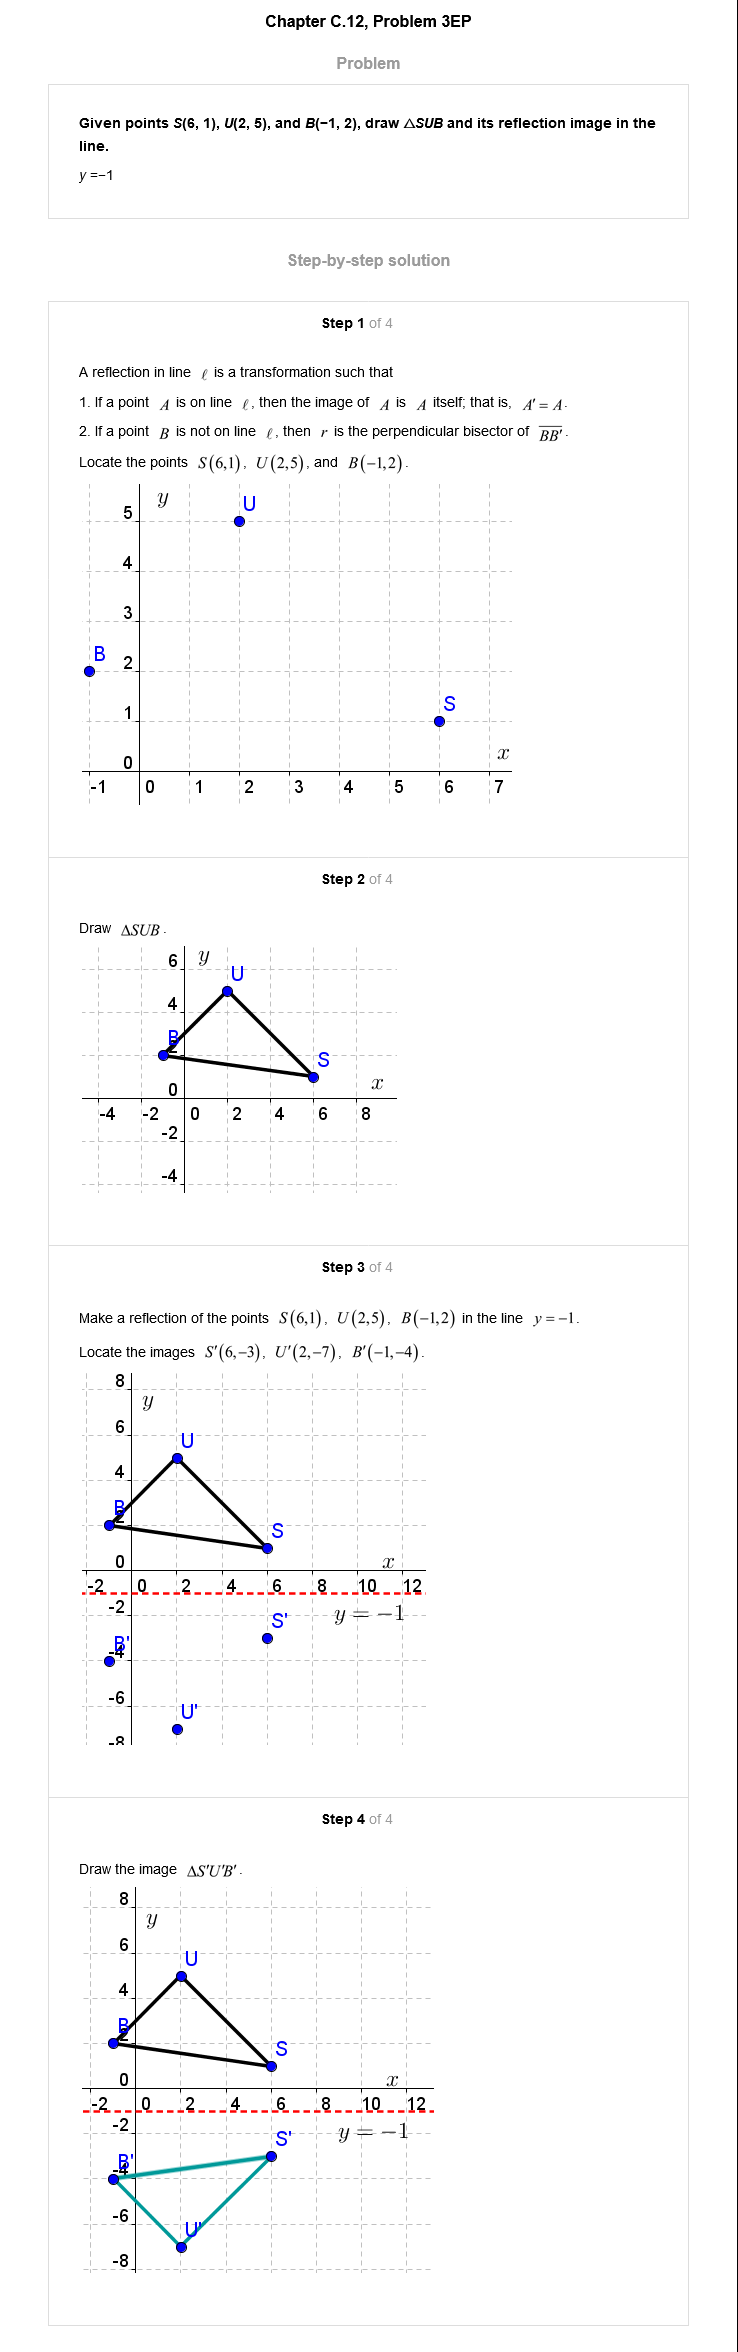 Chapter C.12, Problem 3EP
Problem
Given points S(6, 1), U(2, 5), and B(−1, 2), draw △SUB and its reflection image in the
line.
y =−1
Step-by-step solution
Step 1 of 4
A reflection in line ℓ is a transformation such that
1. If a point A is on line ℓ, then the image of A is A itself; that is, A′ = A.
2. If a point B is not on line ℓ, then r is the perpendicular bisector of BB′.
Locate the points S(6,1), U(2,5), and B(−1,2).
y
U
5
4
3
B
2
S
1
x
0
-1 0 1 2 3 4 5 6 7
Step 2 of 4
Draw ΔSUB.
y
6
U
4
B
2
S
x
0
-4 -2 0 2 4 6 8
-2
-4
Step 3 of 4
Make a reflection of the points S(6,1), U(2,5), B(−1,2) in the line y = −1.
Locate the images S′(6,−3), U′(2,−7), B′(−1,−4).
8
y
6
U
4
B
2
S
0
x
-2 0 2 4 6 8 10 12
-2
y = −1
S'
B'
-4
-6
U'
-8
Step 4 of 4
Draw the image ΔS′U′B′.
8
y
6
U
4
B
2
S
0
x
-2 0 2 4 6 8 10 12
-2
y = −1
S'
B'
-4
-6
U'
-8